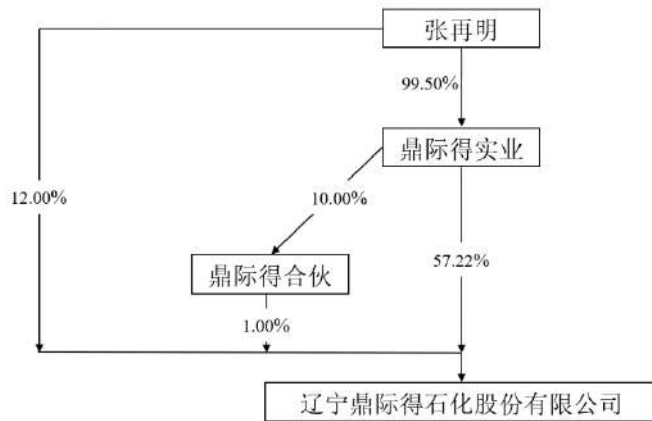 张再明
99.50%
鼎际得实业
12.00%
10.00%
57.22%
鼎际得合伙
1.00%
辽宁鼎际得石化股份有限公司